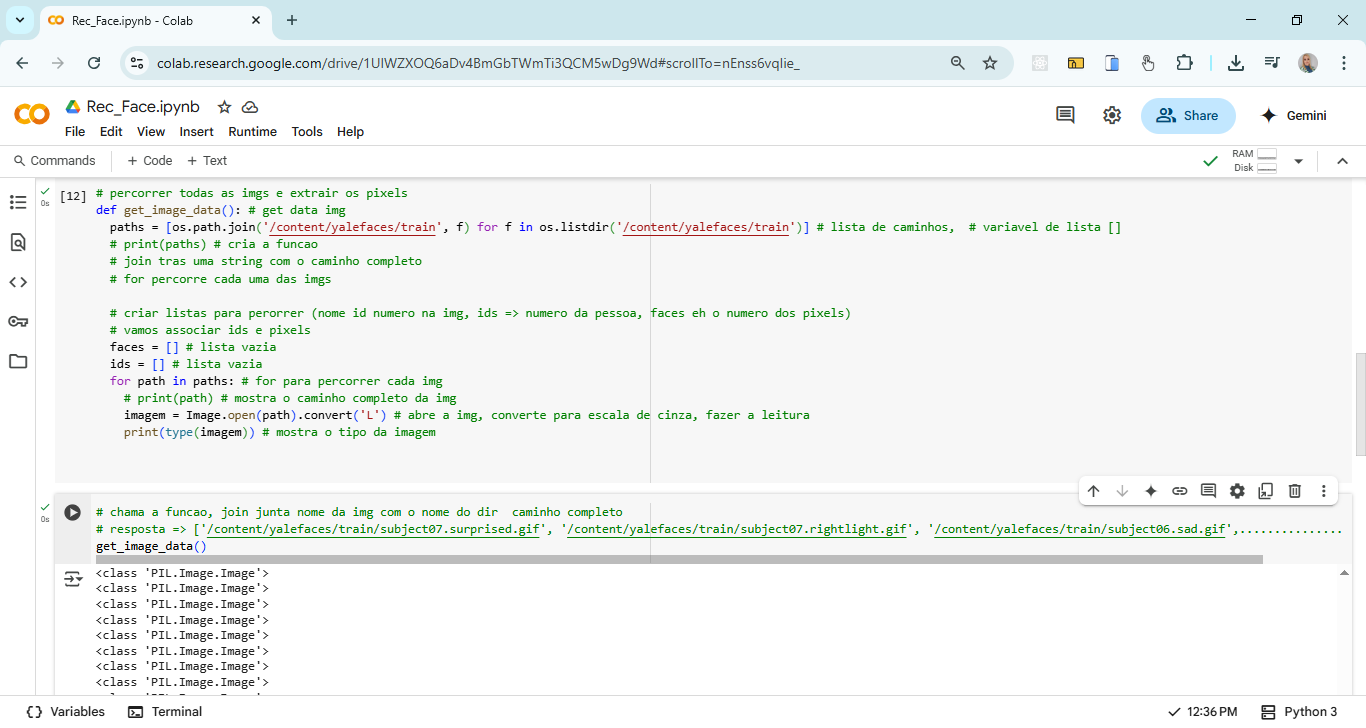 Rec_Face.ipynb - Colab
colab.research.google.com/drive/1UIWZXOQ6aDv4BmGbTWmTi3QCM5wDg9Wd#scrollTo=nEnss6vqIie_
Rec_Face.ipynb
File Edit View Insert Runtime Tools Help
Share
Gemini
Commands + Code + Text
RAM
Disk
0s
[12]
# percorrer todas as imgs e extrair os pixels
def get_image_data(): # get data img
paths = [os.path.join('/content/yalefaces/train', f) for f in os.listdir('/content/yalefaces/train')] # lista de caminhos,  # variavel de lista []
# print(paths) # cria a funcao
# join tras uma string com o caminho completo
# for percorre cada uma das imgs
# criar listas para perorrer (nome id numero na img, ids => numero da pessoa, faces eh o numero dos pixels)
# vamos associar ids e pixels
faces = [] # lista vazia
ids = [] # lista vazia
for path in paths: # for para percorrer cada img
# print(path) # mostra o caminho completo da img
imagem = Image.open(path).convert('L') # abre a img, converte para escala de cinza, fazer a leitura
print(type(imagem)) # mostra o tipo da imagem
0s
# chama a funcao, join junta nome da img com o nome do dir  caminho completo
# resposta => ['/content/yalefaces/train/subject07.surprised.gif', '/content/yalefaces/train/subject07.rightlight.gif', '/content/yalefaces/train/subject06.sad.gif',...............
get_image_data()
<class 'PIL.Image.Image'>
<class 'PIL.Image.Image'>
<class 'PIL.Image.Image'>
<class 'PIL.Image.Image'>
<class 'PIL.Image.Image'>
<class 'PIL.Image.Image'>
<class 'PIL.Image.Image'>
<class 'PIL.Image.Image'>
Variables Terminal
12:36 PM Python 3